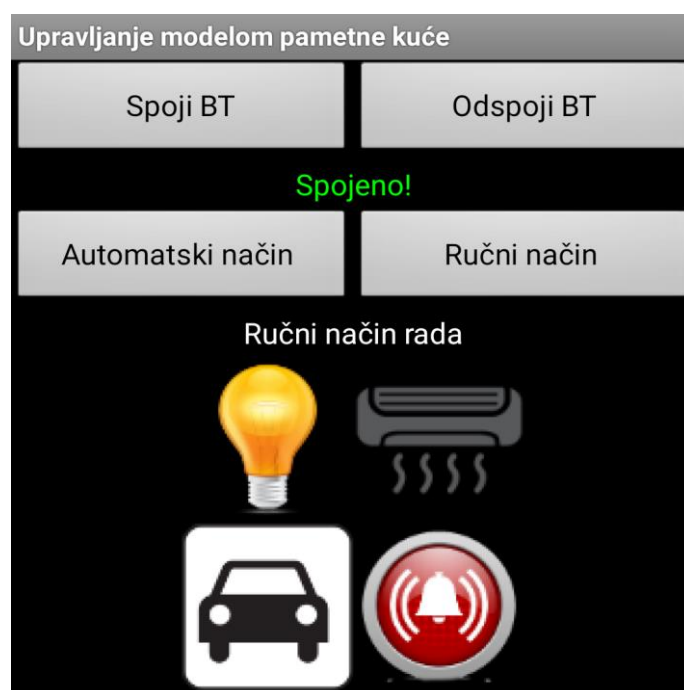 Upravljanje modelom pametne kuće
Spoji BT Odspoji BT
Spojeno!
Automatski način Ručni način
Ručni način rada